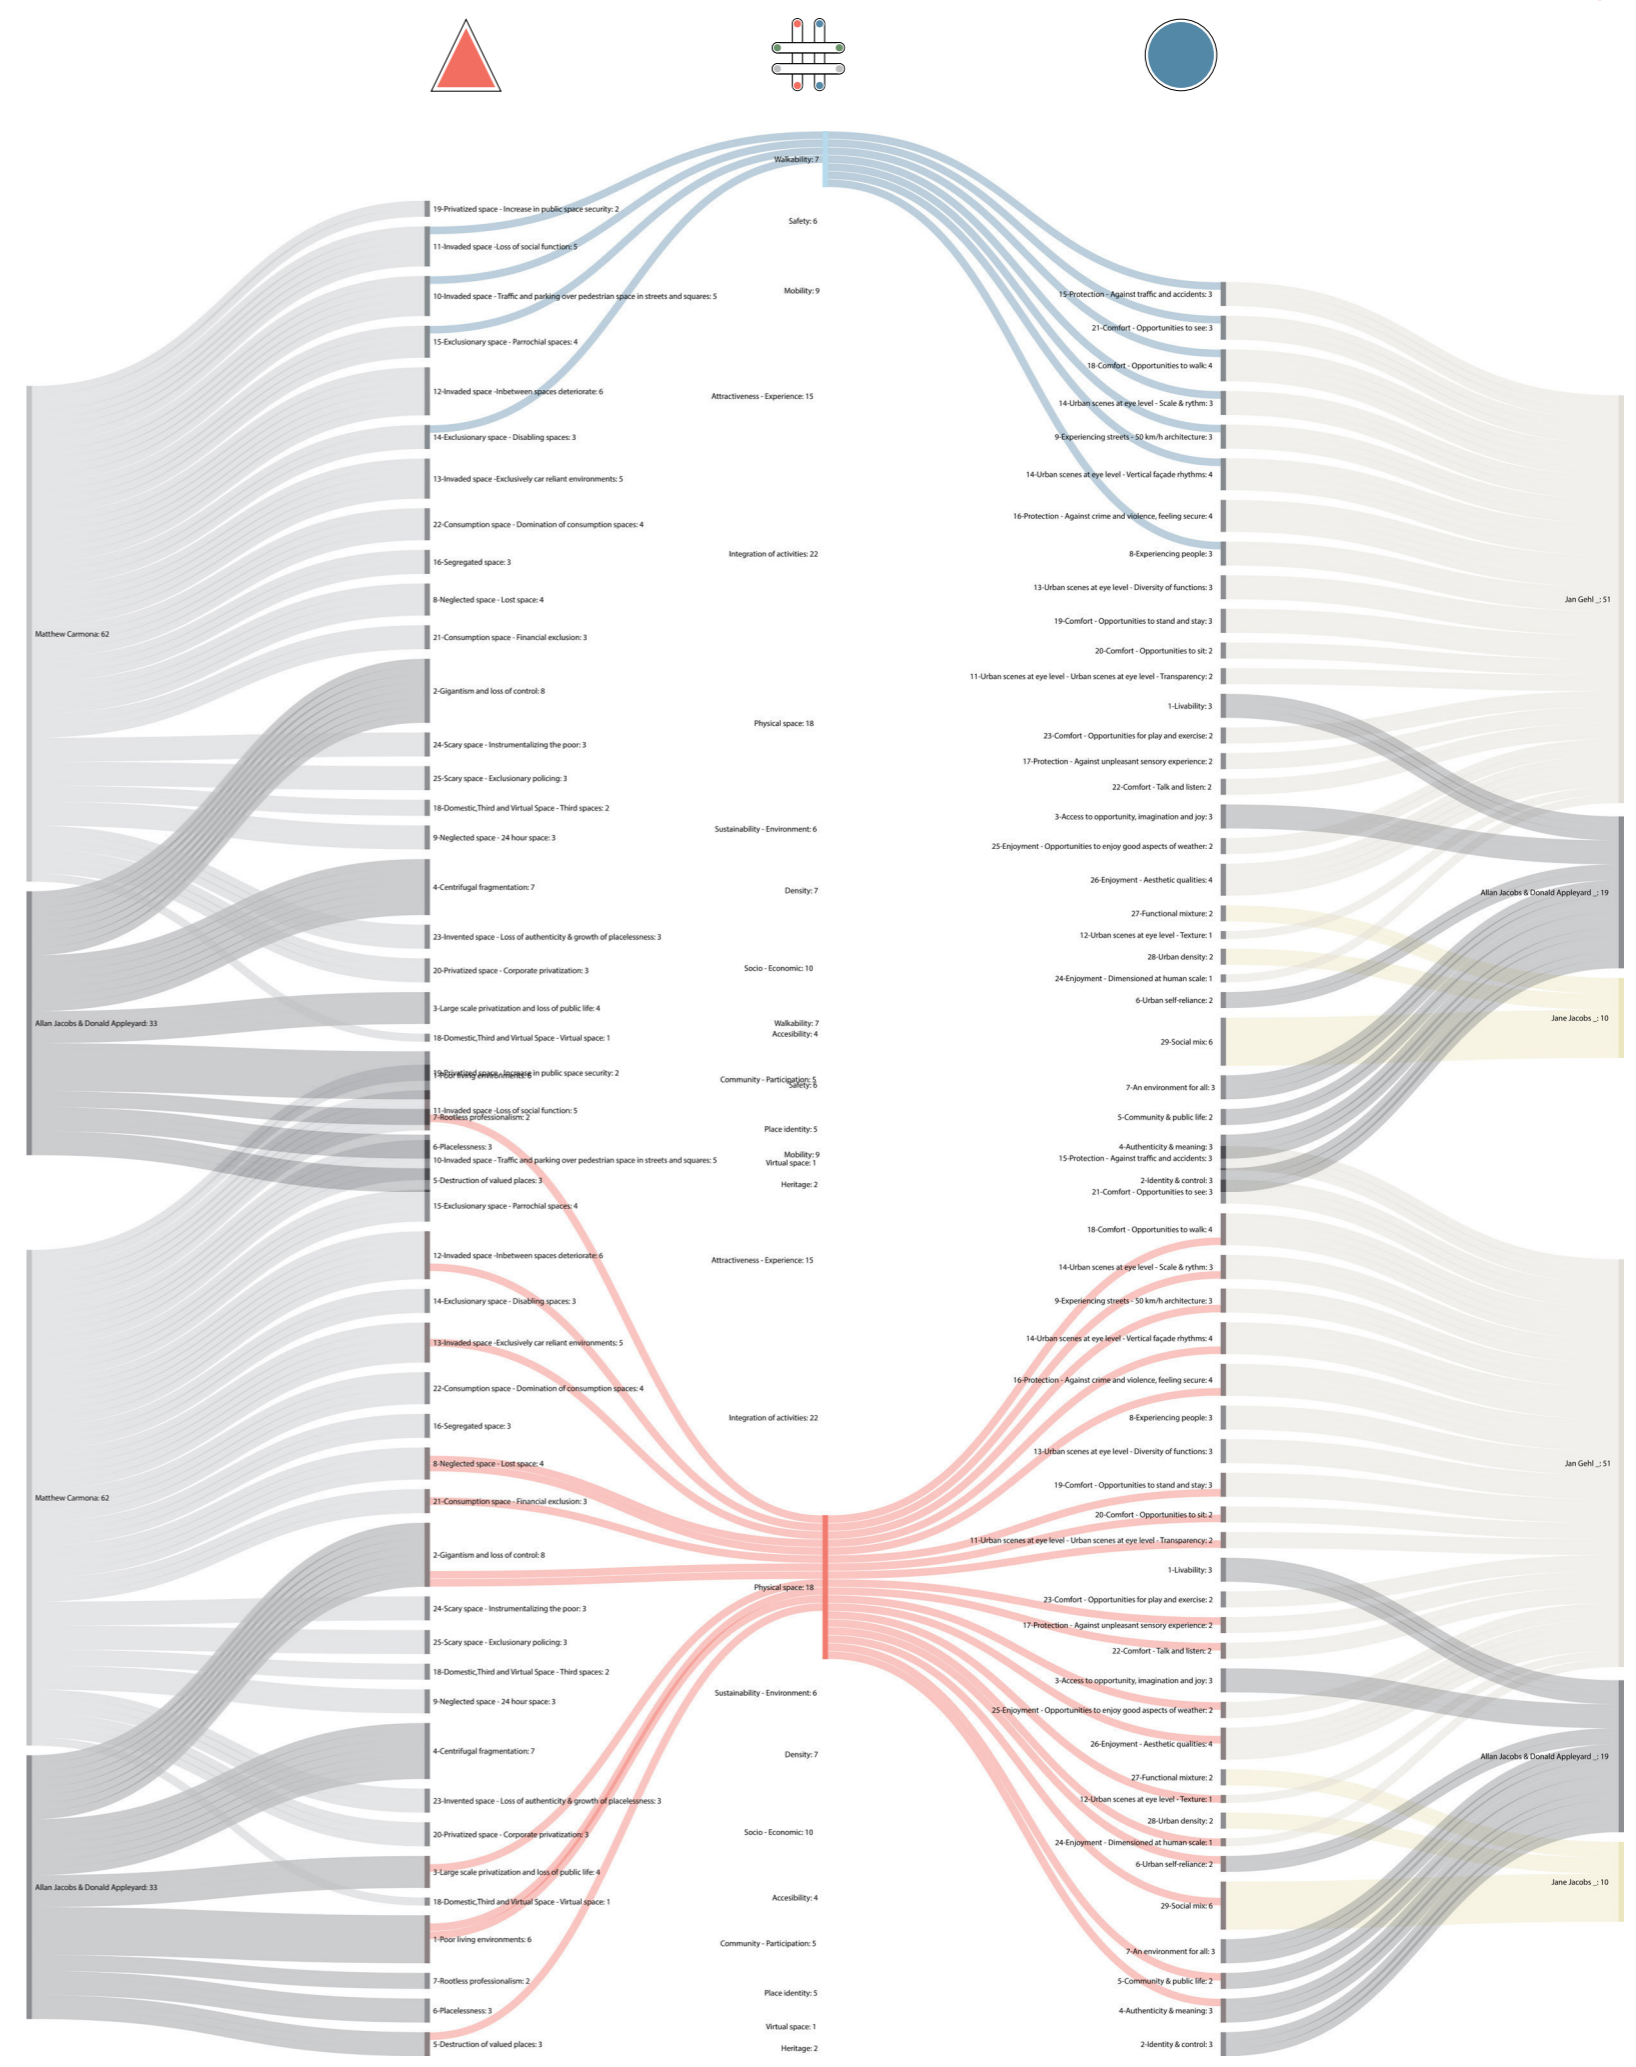 Walkability: 7
19-Privatized space - Increase in public space security: 2
Safety: 6
11-Invaded space -Loss of social function: 5
Mobility: 9
15-Protection - Against traffic and accidents: 3
10-Invaded space - Traffic and parking over pedestrian space in streets and squares: 5
21-Comfort - Opportunities to see: 3
15-Exclusionary space - Parrochial spaces: 4
18-Comfort - Opportunities to walk: 4
12-Invaded space -Inbetween spaces deteriorate: 6
Attractiveness - Experience: 15
14-Urban scenes at eye level - Scale & rythm: 3
14-Exclusionary space - Disabling spaces: 3
9-Experiencing streets - 50 km/h architecture: 3
13-Invaded space -Exclusively car reliant environments: 5
14-Urban scenes at eye level - Vertical façade rhythms: 4
22-Consumption space - Domination of consumption spaces: 4
16-Protection - Against crime and violence, feeling secure: 4
Integration of activities: 22
8-Experiencing people: 3
16-Segregated space: 3
13-Urban scenes at eye level - Diversity of functions: 3
8-Neglected space - Lost space: 4
Jan Gehl _: 51
19-Comfort - Opportunities to stand and stay: 3
Matthew Carmona: 62
21-Consumption space - Financial exclusion: 3
20-Comfort - Opportunities to sit: 2
11-Urban scenes at eye level - Urban scenes at eye level - Transparency: 2
2-Gigantism and loss of control: 8
1-Livability: 3
Physical space: 18
23-Comfort - Opportunities for play and exercise: 2
24-Scary space - Instrumentalizing the poor: 3
17-Protection - Against unpleasant sensory experience: 2
25-Scary space - Exclusionary policing: 3
22-Comfort - Talk and listen: 2
18-Domestic,Third and Virtual Space - Third spaces: 2
3-Access to opportunity, imagination and joy: 3
Sustainability - Environment: 6
9-Neglected space - 24 hour space: 3
25-Enjoyment - Opportunities to enjoy good aspects of weather: 2
26-Enjoyment - Aesthetic qualities: 4
4-Centrifugal fragmentation: 7
Density: 7
Allan Jacobs & Donald Appleyard _: 19
27-Functional mixture: 2
23-Invented space - Loss of authenticity & growth of placelessness: 3
12-Urban scenes at eye level - Texture: 1
28-Urban density: 2
20-Privatized space - Corporate privatization: 3
Socio - Economic: 10
24-Enjoyment - Dimensioned at human scale: 1
6-Urban self-reliance: 2
3-Large scale privatization and loss of public life: 4
Jane Jacobs _: 10
Allan Jacobs & Donald Appleyard: 33
Walkability: 7
Accesibility: 4
18-Domestic,Third and Virtual Space - Virtual space: 1
29-Social mix: 6
19-Privatized space - Increase in public space security: 2
1-Poor living environments: 6
Community - Participation: 5
Safety: 6
7-An environment for all: 3
11-Invaded space -Loss of social function: 5
7-Rootless professionalism: 2
5-Community & public life: 2
Place identity: 5
6-Placelessness: 3
4-Authenticity & meaning: 3
Mobility: 9
10-Invaded space - Traffic and parking over pedestrian space in streets and squares: 5
15-Protection - Against traffic and accidents: 3
Virtual space: 1
5-Destruction of valued places: 3
2-Identity & control: 3
Heritage: 2
21-Comfort - Opportunities to see: 3
15-Exclusionary space - Parrochial spaces: 4
18-Comfort - Opportunities to walk: 4
12-Invaded space -Inbetween spaces deteriorate: 6
Attractiveness - Experience: 15
14-Urban scenes at eye level - Scale & rythm: 3
14-Exclusionary space - Disabling spaces: 3
9-Experiencing streets - 50 km/h architecture: 3
13-Invaded space -Exclusively car reliant environments: 5
14-Urban scenes at eye level - Vertical façade rhythms: 4
22-Consumption space - Domination of consumption spaces: 4
16-Protection - Against crime and violence, feeling secure: 4
Integration of activities: 22
8-Experiencing people: 3
16-Segregated space: 3
13-Urban scenes at eye level - Diversity of functions: 3
8-Neglected space - Lost space: 4
Jan Gehl _: 51
19-Comfort - Opportunities to stand and stay: 3
Matthew Carmona: 62
21-Consumption space - Financial exclusion: 3
20-Comfort - Opportunities to sit: 2
11-Urban scenes at eye level - Urban scenes at eye level - Transparency: 2
2-Gigantism and loss of control: 8
1-Livability: 3
Physical space: 18
23-Comfort - Opportunities for play and exercise: 2
24-Scary space - Instrumentalizing the poor: 3
17-Protection - Against unpleasant sensory experience: 2
25-Scary space - Exclusionary policing: 3
22-Comfort - Talk and listen: 2
18-Domestic,Third and Virtual Space - Third spaces: 2
3-Access to opportunity, imagination and joy: 3
Sustainability - Environment: 6
9-Neglected space - 24 hour space: 3
25-Enjoyment - Opportunities to enjoy good aspects of weather: 2
26-Enjoyment - Aesthetic qualities: 4
4-Centrifugal fragmentation: 7
Density: 7
Allan Jacobs & Donald Appleyard _: 19
27-Functional mixture: 2
23-Invented space - Loss of authenticity & growth of placelessness: 3
12-Urban scenes at eye level - Texture: 1
28-Urban density: 2
20-Privatized space - Corporate privatization: 3
Socio - Economic: 10
24-Enjoyment - Dimensioned at human scale: 1
6-Urban self-reliance: 2
3-Large scale privatization and loss of public life: 4
Jane Jacobs _: 10
Allan Jacobs & Donald Appleyard: 33
Accesibility: 4
18-Domestic,Third and Virtual Space - Virtual space: 1
29-Social mix: 6
1-Poor living environments: 6
Community - Participation: 5
7-An environment for all: 3
7-Rootless professionalism: 2
5-Community & public life: 2
Place identity: 5
6-Placelessness: 3
4-Authenticity & meaning: 3
Virtual space: 1
5-Destruction of valued places: 3
2-Identity & control: 3
Heritage: 2